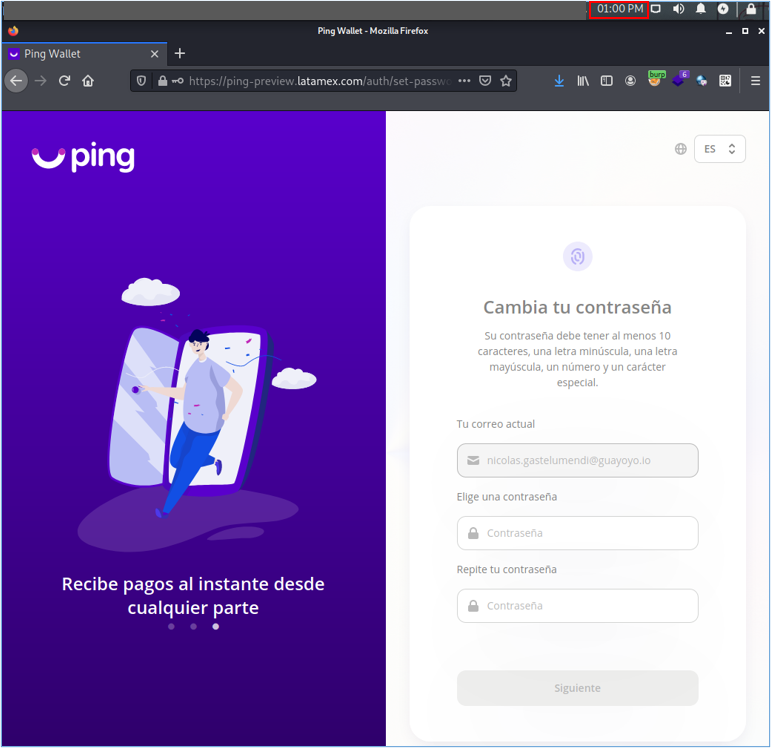 01:00 PM
Ping Wallet - Mozilla Firefox
Ping Wallet
https://ping-preview.latamex.com/auth/set-passwo
burp
6
ping
ES
Cambia tu contraseña
Su contraseña debe tener al menos 10
caracteres, una letra minúscula, una letra
mayúscula, un número y un carácter
especial.
Tu correo actual
nicolas.gastelumendi@guayoyo.io
Elige una contraseña
Contraseña
Repite tu contraseña
Contraseña
Siguiente
Recibe pagos al instante desde
cualquier parte